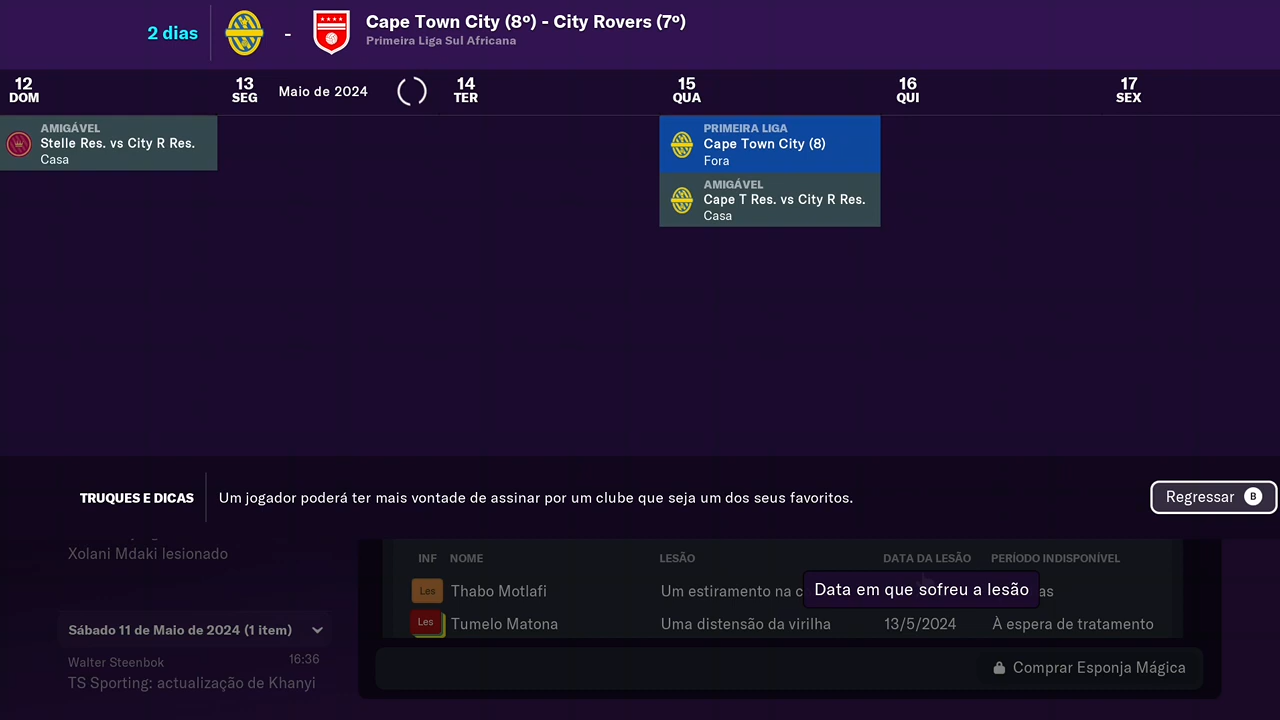 2 dias
-
Cape Town City (8º) - City Rovers (7º)
Primeira Liga Sul Africana
12
DOM
13
SEG
Maio de 2024
14
TER
15
QUA
16
QUI
17
SEX
AMIGÁVEL
Stelle Res. vs City R Res.
Casa
PRIMEIRA LIGA
Cape Town City (8)
Fora
AMIGÁVEL
Cape T Res. vs City R Res.
Casa
TRUQUES E DICAS
Um jogador poderá ter mais vontade de assinar por um clube que seja um dos seus favoritos.
Regressar B
Xolani Mdaki lesionado
INF NOME LESÃO DATA DA LESÃO PERÍODO INDISPONÍVEL
Les Thabo Motlafi Um estiramento na
Data em que sofreu a lesão
Les Tumelo Matona Uma distensão da virilha 13/5/2024 À espera de tratamento
Sábado 11 de Maio de 2024 (1 item)
Walter Steenbok 16:36
TS Sporting: actualização de Khanyi
Comprar Esponja Mágica